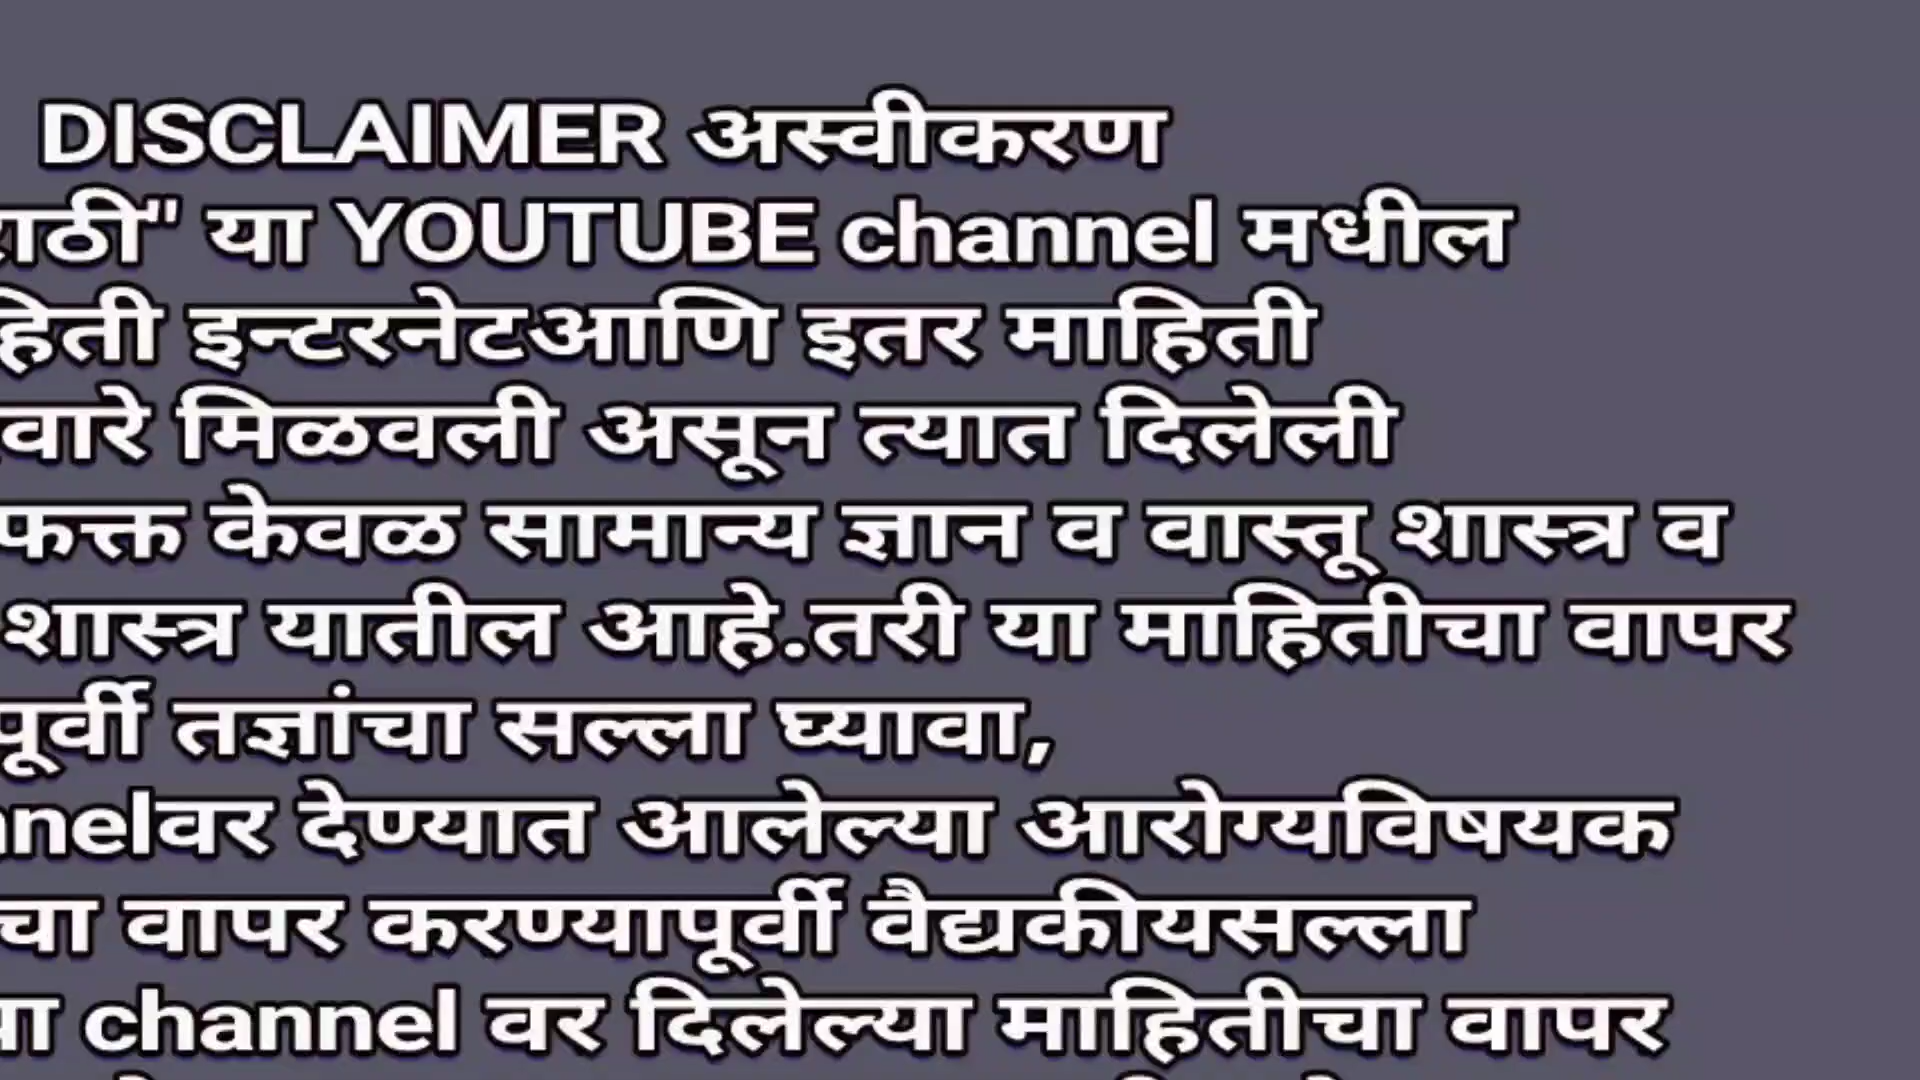 DISCLAIMER अस्वीकरण
या YOUTUBE channel मधील
इन्टरनेटआणि इतर माहिती
मिळवली असून त्यात दिलेली
फक्त केवळ सामान्य ज्ञान व वास्तू शास्त्र व
शास्त्र यातील आहे.तरी या माहितीचा वापर
तज्ञांचा सल्ला घ्यावा,
वर देण्यात आलेल्या आरोग्यविषयक
वापर करण्यापूर्वी वैद्यकीयसल्ला
channel वर दिलेल्या माहितीचा वापर